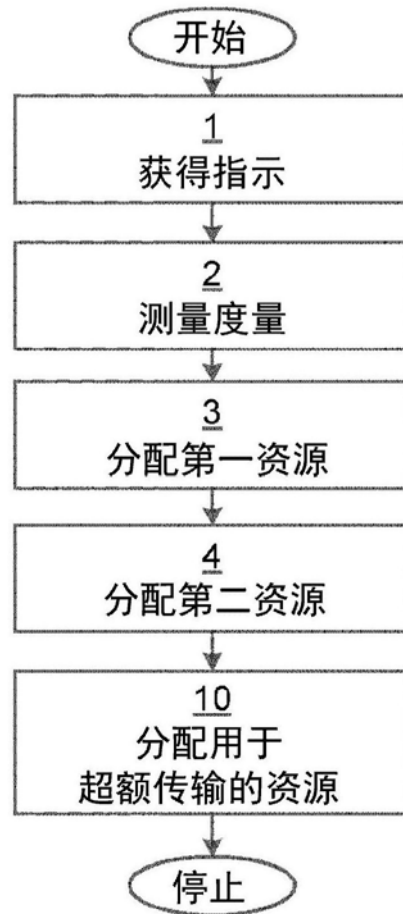 开始
1
获得指示
2
测量度量
3
分配第一资源
4
分配第二资源
10
分配用于
超额传输的资源
停止